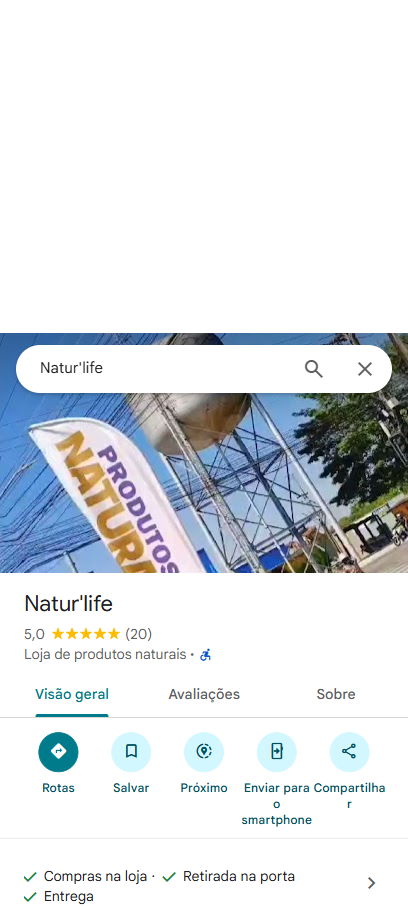 Natur'life
PRODUTOS
NATURA
Natur'life
5,0 (20)
Loja de produtos naturais ·
Visão geral Avaliações Sobre
Rotas Salvar Próximo Enviar para o smartphone Compartilhar
Compras na loja · Retirada na porta
Entrega